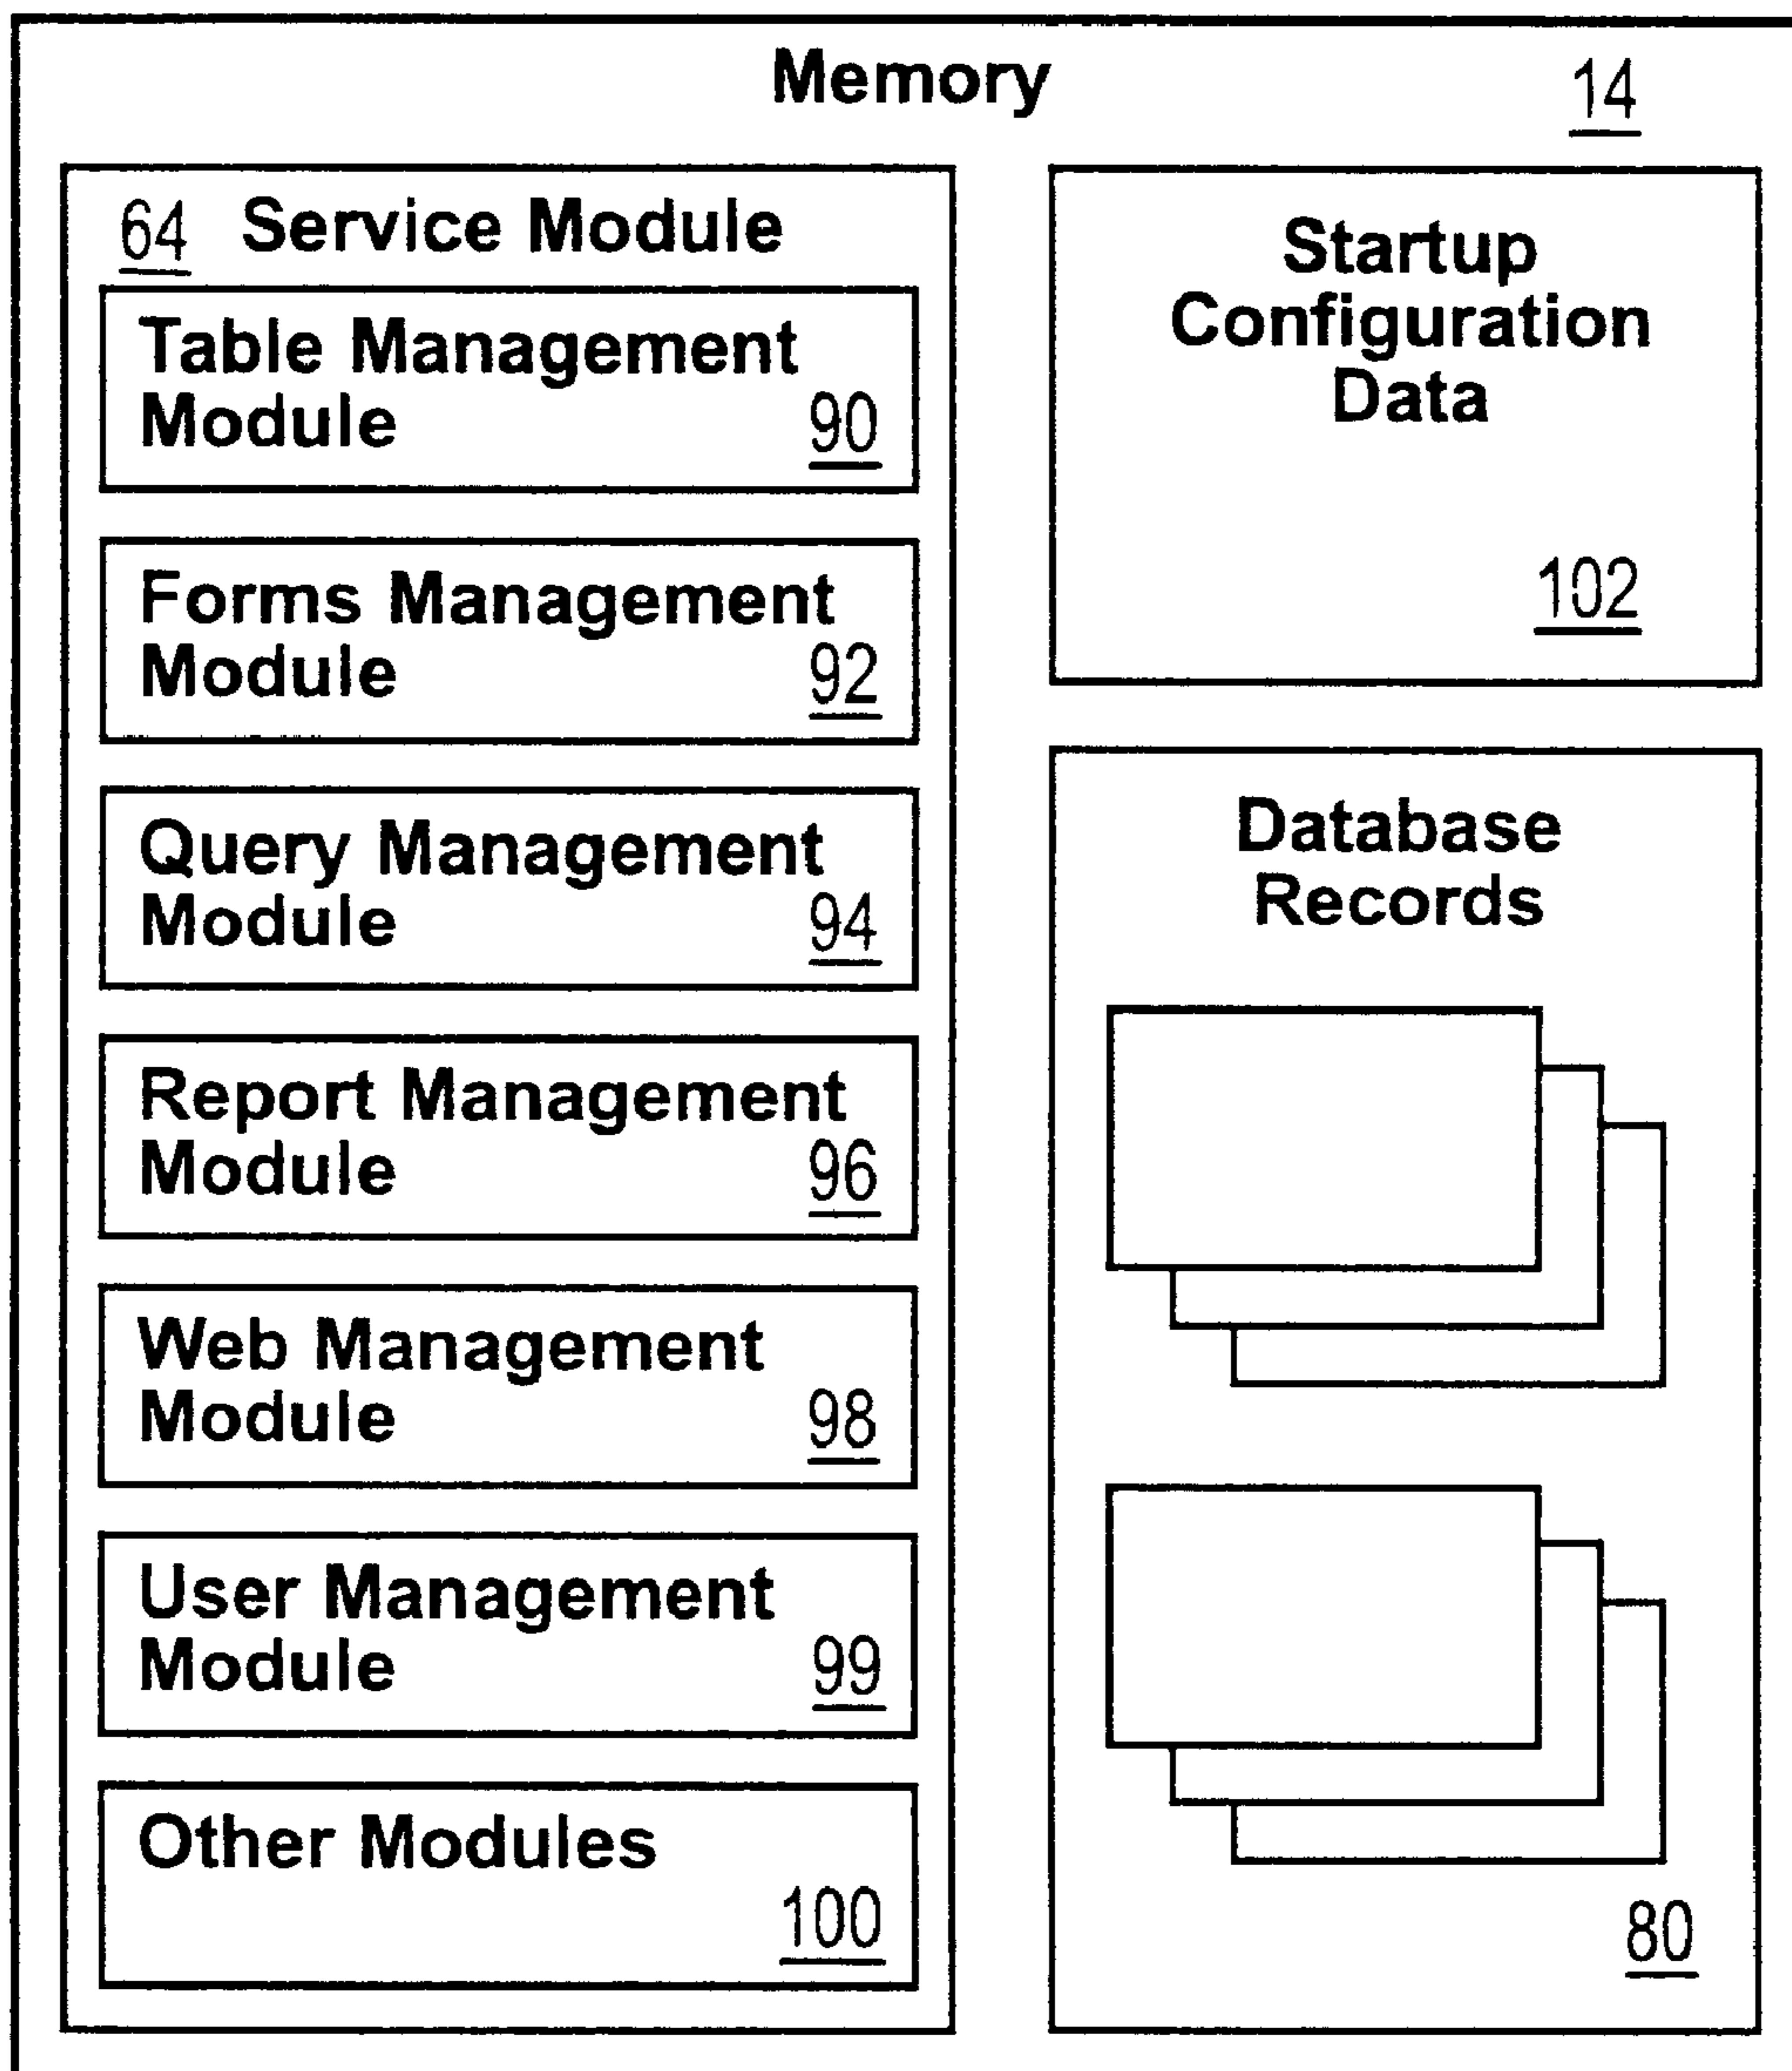 Memory
14
64 Service Module
Table Management
Module 90
Forms Management
Module 92
Query Management
Module 94
Report Management
Module 96
Web Management
Module 98
User Management
Module 99
Other Modules
100
Startup
Configuration
Data
102
Database
Records
80